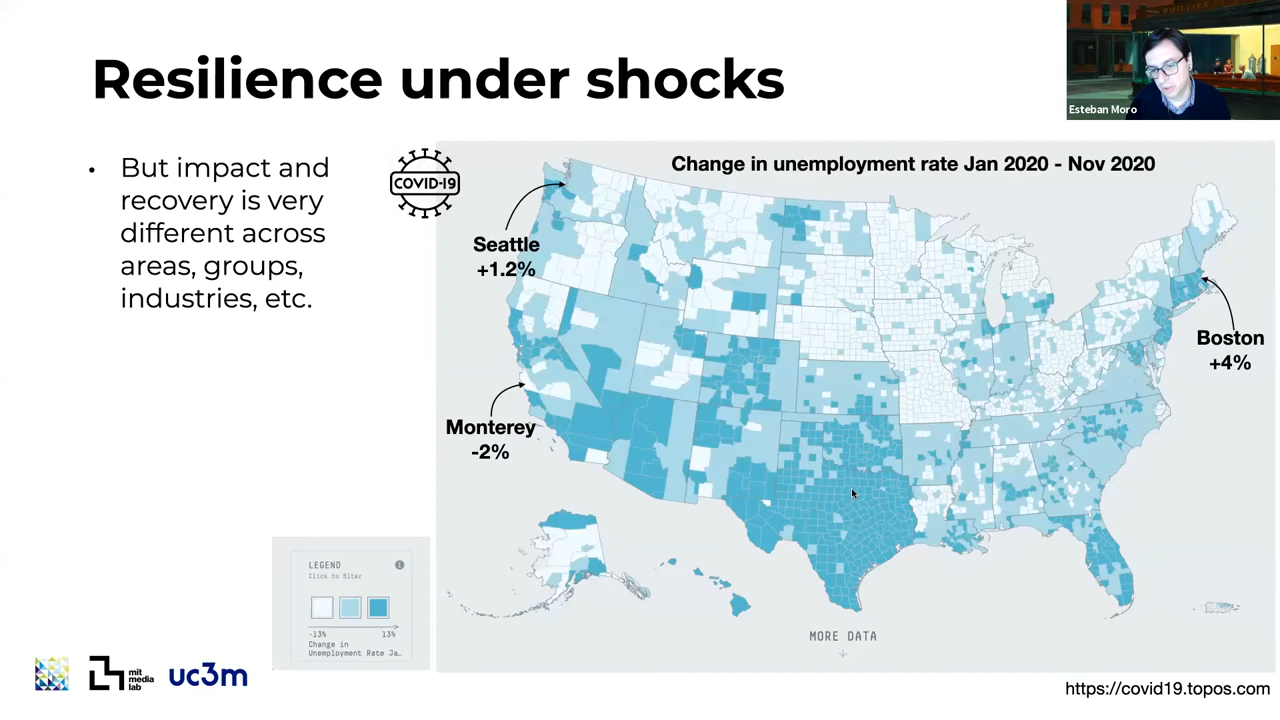 Resilience under shocks
PHILLIES
Esteban Moro
• But impact and
recovery is very
different across
areas, groups,
industries, etc.
COVID-19
Change in unemployment rate Jan 2020 - Nov 2020
Seattle
+1.2%
Boston
+4%
Monterey
-2%
LEGEND
Click to filter
-13% 13%
Change in
Unemployment Rate Ja…
MORE DATA
mit
media
lab
uc3m
https://covid19.topos.com